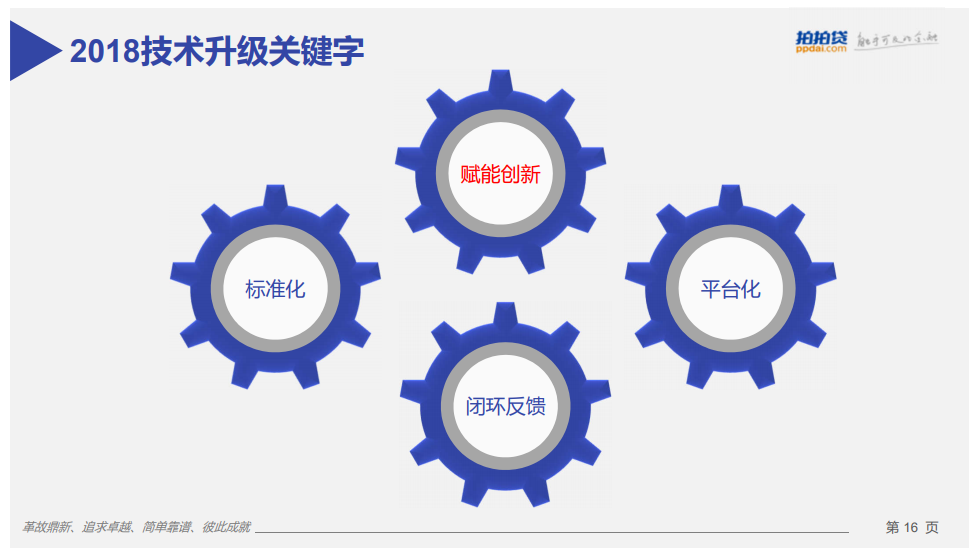 2018技术升级关键字
拍拍贷
ppdai.com
触手可及的金融
赋能创新
标准化
平台化
闭环反馈
革故鼎新、追求卓越、简单靠谱、彼此成就
第 16 页